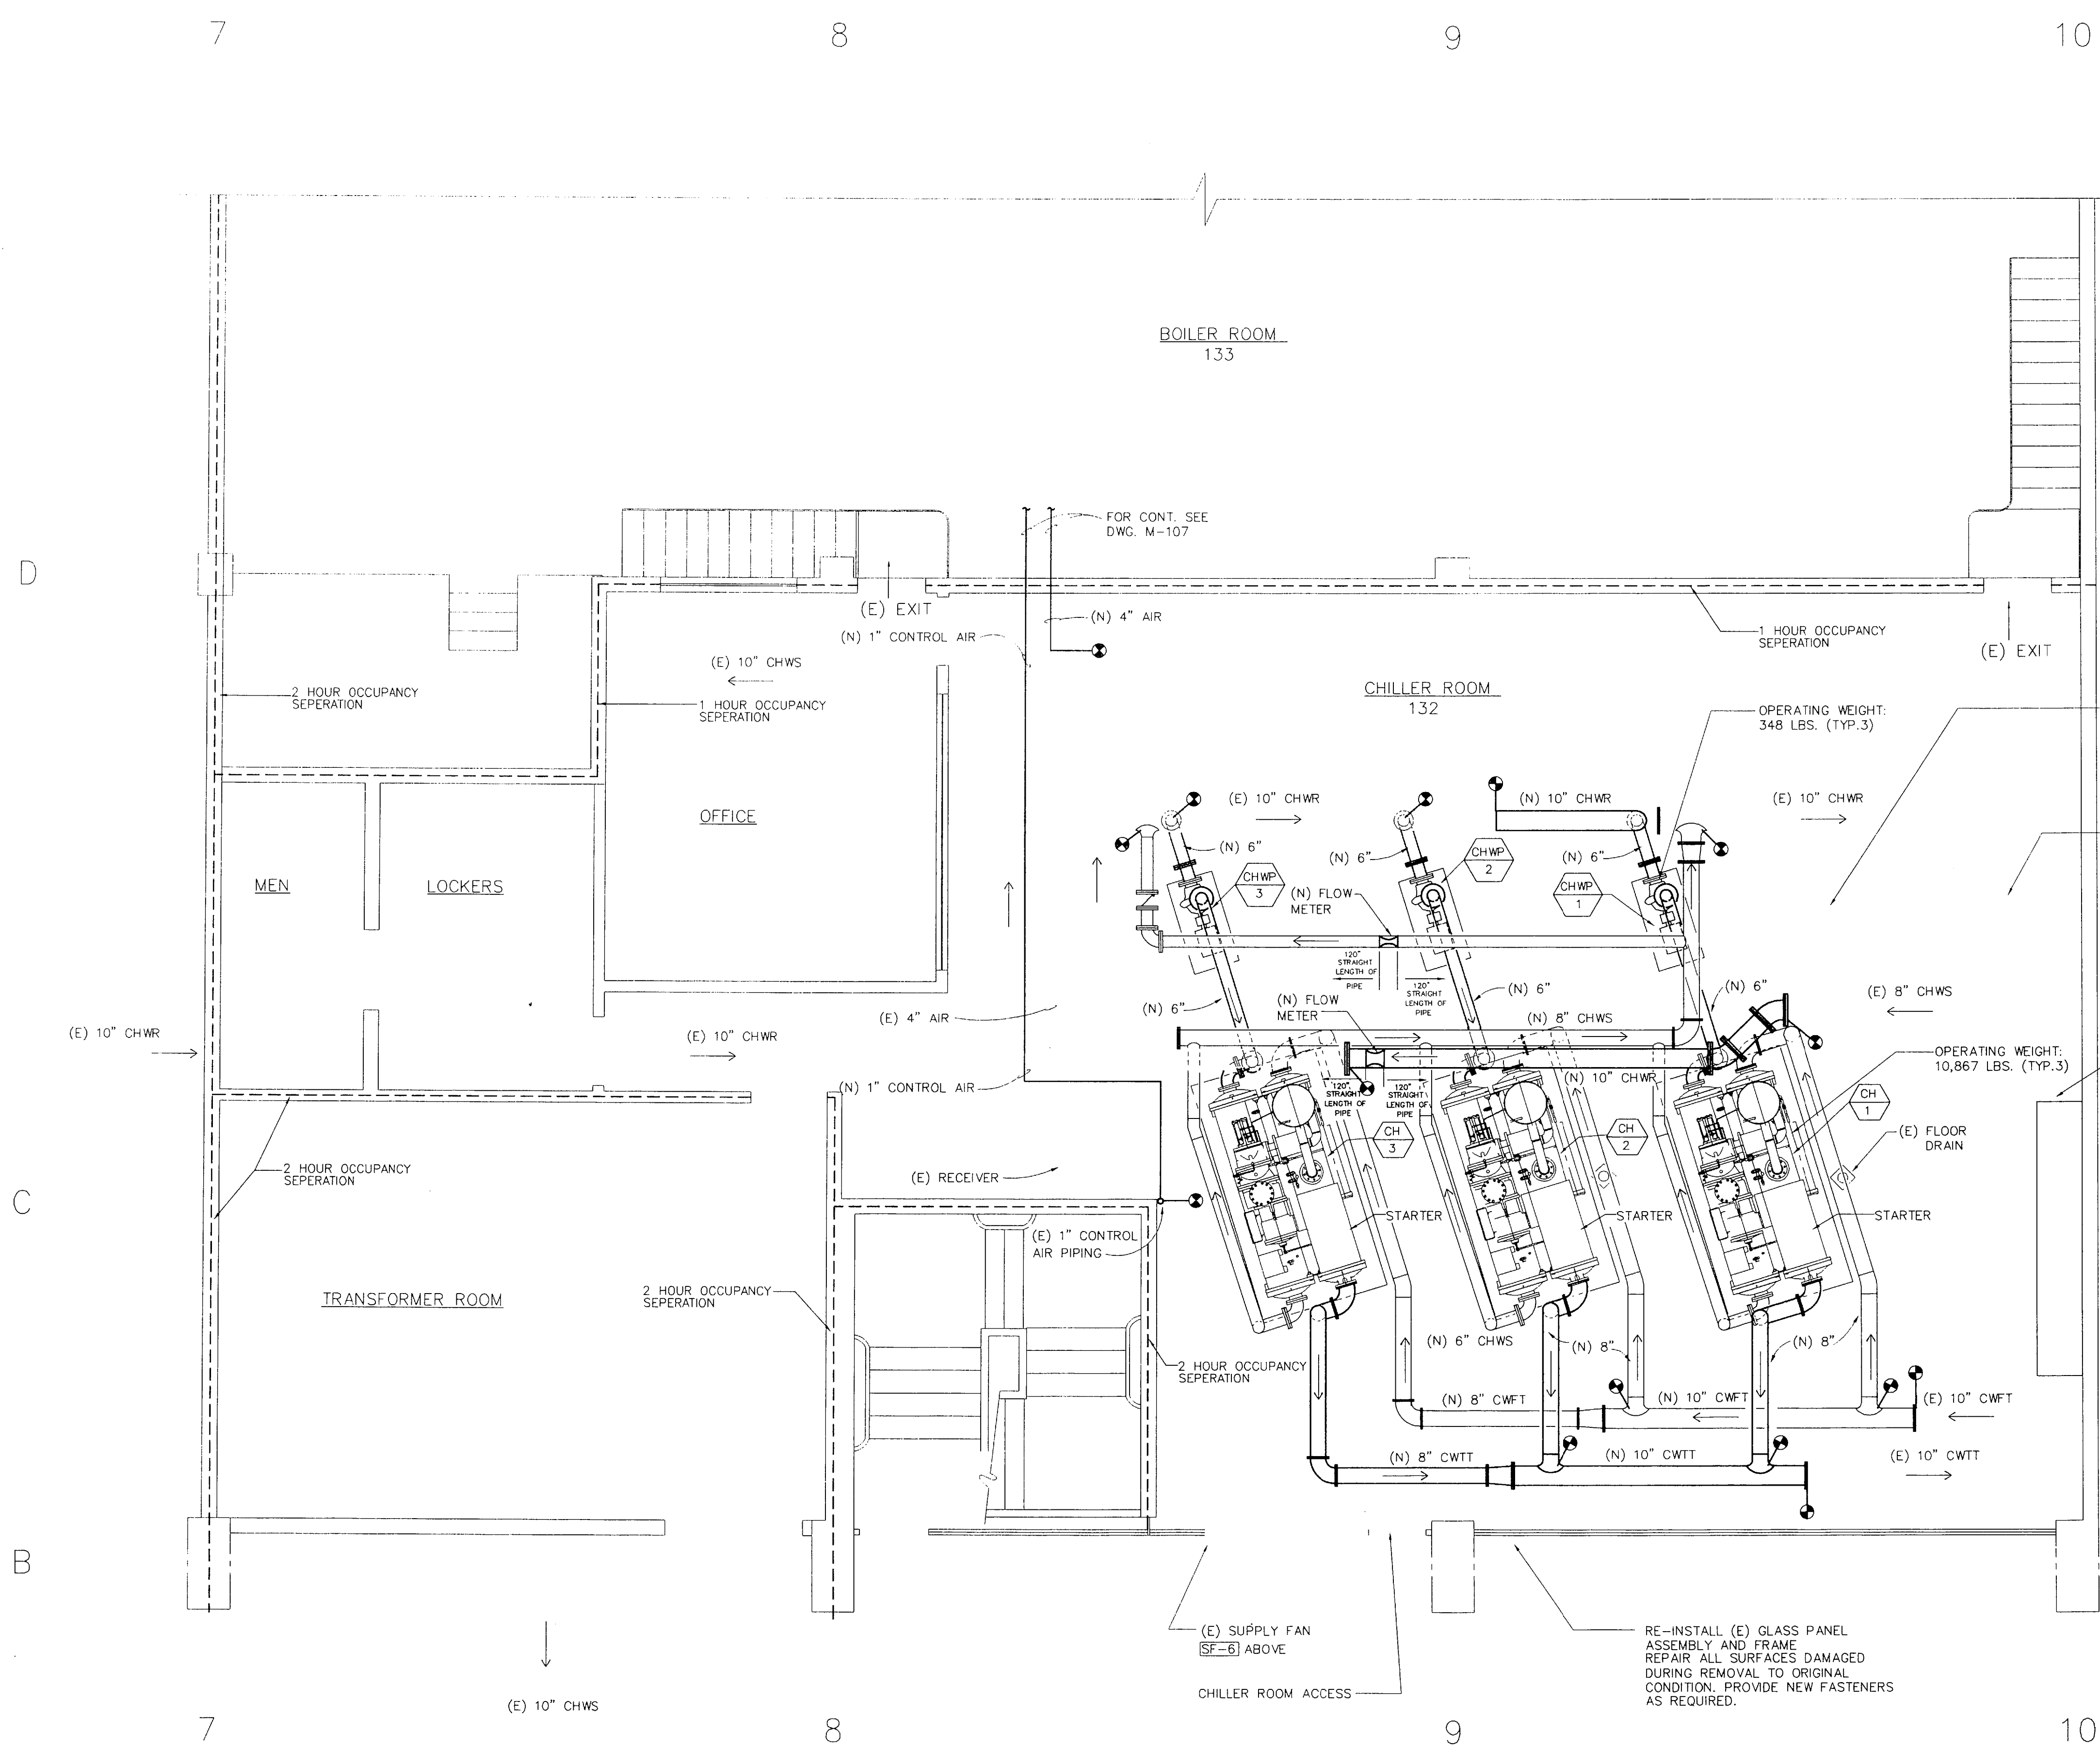 7
8
9
10
BOILER ROOM
133
FOR CONT. SEE
DWG. M-107
D
(E) EXIT
(N) 4" AIR
(N) 1" CONTROL AIR
1 HOUR OCCUPANCY
SEPERATION
(E) EXIT
(E) 10" CHWS
2 HOUR OCCUPANCY
SEPERATION
1 HOUR OCCUPANCY
SEPERATION
CHILLER ROOM
132
OPERATING WEIGHT:
348 LBS. (TYP.3)
OFFICE
(E) 10" CHWR
(N) 10" CHWR
(E) 10" CHWR
(N) 6"
(N) 6"
CHWP
2
(N) 6"
MEN
LOCKERS
CHWP
3
(N) FLOW
METER
CHWP
1
120"
STRAIGHT
LENGTH OF
PIPE
120"
STRAIGHT
LENGTH OF
PIPE
(N) 6"
(N) FLOW
METER
(N) 6"
(N) 6"
(E) 8" CHWS
(E) 4" AIR
(N) 8" CHWS
(E) 10" CHWR
(E) 10" CHWR
OPERATING WEIGHT:
10,867 LBS. (TYP.3)
(N) 1" CONTROL AIR
(N) 10" CHWR
120"
STRAIGHT
LENGTH OF
PIPE
120"
STRAIGHT
LENGTH OF
PIPE
CH
1
CH
3
CH
2
(E) FLOOR
DRAIN
2 HOUR OCCUPANCY
SEPERATION
(E) RECEIVER
C
STARTER
STARTER
STARTER
(E) 1" CONTROL
AIR PIPING
TRANSFORMER ROOM
2 HOUR OCCUPANCY
SEPERATION
(N) 6" CHWS
(N) 8"
(N) 8"
2 HOUR OCCUPANCY
SEPERATION
(N) 8" CWFT
(N) 10" CWFT
(E) 10" CWFT
(N) 8" CWTT
(N) 10" CWTT
(E) 10" CWTT
B
(E) SUPPLY FAN
SF-6 ABOVE
RE-INSTALL (E) GLASS PANEL
ASSEMBLY AND FRAME
REPAIR ALL SURFACES DAMAGED
DURING REMOVAL TO ORIGINAL
CONDITION. PROVIDE NEW FASTENERS
AS REQUIRED.
CHILLER ROOM ACCESS
(E) 10" CHWS
7
8
9
10